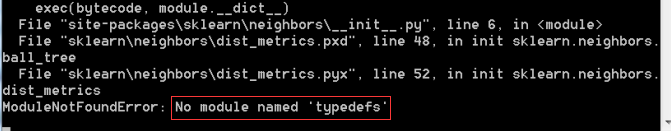 exec(bytecode, module.__dict__)
File "site-packages\sklearn\neighbors\__init__.py", line 6, in <module>
File "sklearn\neighbors\dist_metrics.pxd", line 48, in init sklearn.neighbors.
ball_tree
File "sklearn\neighbors\dist_metrics.pyx", line 52, in init sklearn.neighbors.
dist_metrics
ModuleNotFoundError: No module named 'typedefs'